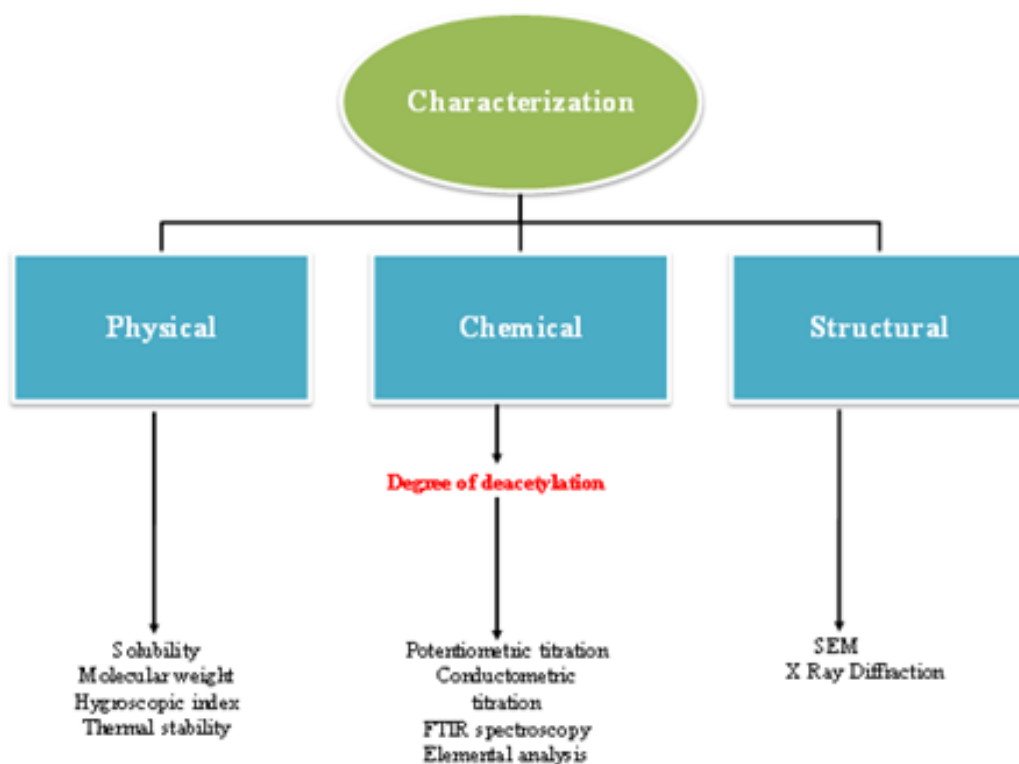 Characterization
Physical
Chemical
Structural
Degree of deacetylation
Solubility
Molecular weight
Hygroscopic index
Thermal stability
Potentiometric titration
Conductometric
titration
FTIR spectroscopy
Elemental analysis
SEM
X Ray Diffraction